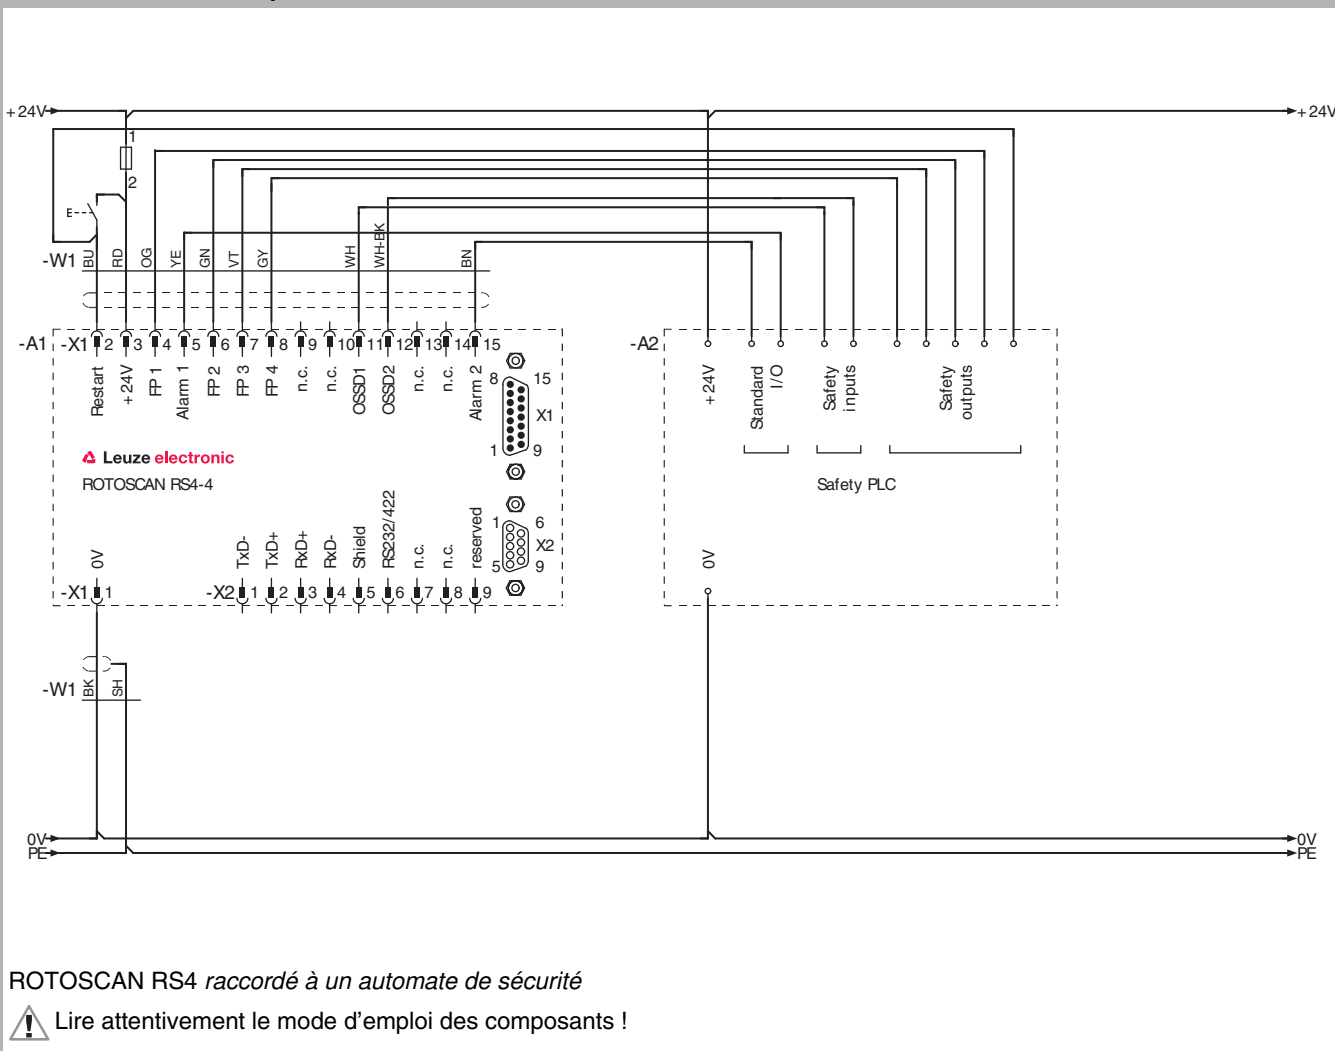 +24V
+24V
1
2
E
-W1 BU RD OG YE GN VT GY WH WH-BK BN
-A1 -X1 2 3 4 5 6 7 8 9 10 11 12 13 14 15
Restart +24V FP 1 Alarm 1 FP 2 FP 3 FP 4 n.c. n.c. OSSD1 OSSD2 n.c. n.c. Alarm 2
8 15
X1
1 9
Leuze electronic
ROTOSCAN RS4-4
1 6
X2
5 9
0V TxD- TxD+ RxD+ RxD- Shield RS232/422 n.c. n.c. reserved
-X1 1 -X2 1 2 3 4 5 6 7 8 9
-A2
+24V
Standard I/O
Safety inputs
Safety outputs
Safety PLC
0V
-W1 BK SH
0V
0V
PE
PE
ROTOSCAN RS4 raccordé à un automate de sécurité
Lire attentivement le mode d'emploi des composants !